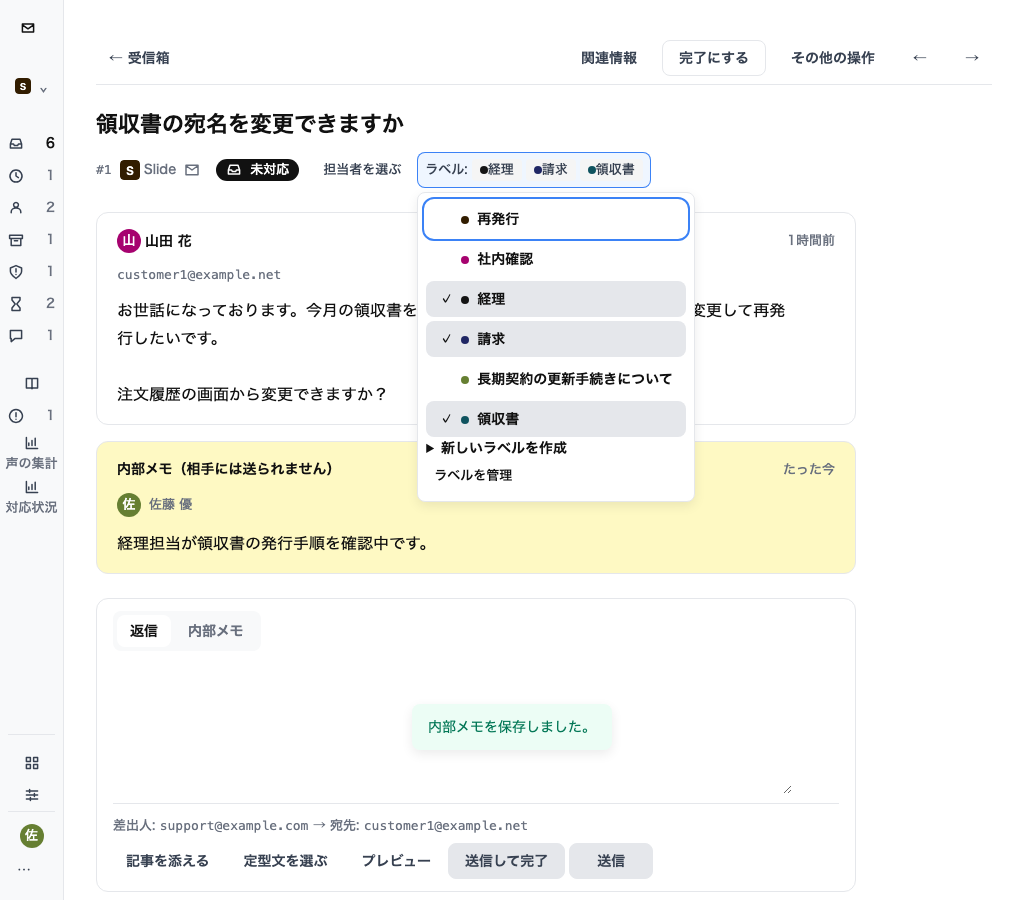 ← 受信箱
関連情報
完了にする
その他の操作
←
→
S
6
1
2
1
1
2
1
1
声の集計
対応状況
佐
…
領収書の宛名を変更できますか
#1 S Slide 未対応 担当者を選ぶ ラベル: 経理 請求 領収書
再発行
社内確認
✓ 経理
✓ 請求
長期契約の更新手続きについて
✓ 領収書
▶ 新しいラベルを作成
ラベルを管理
山 山田 花
1時間前
customer1@example.net
お世話になっております。今月の領収書を
変更して再発
行したいです。
注文履歴の画面から変更できますか？
内部メモ（相手には送られません）
たった今
佐 佐藤 優
経理担当が領収書の発行手順を確認中です。
返信 内部メモ
内部メモを保存しました。
差出人: support@example.com → 宛先: customer1@example.net
記事を添える 定型文を選ぶ プレビュー 送信して完了 送信